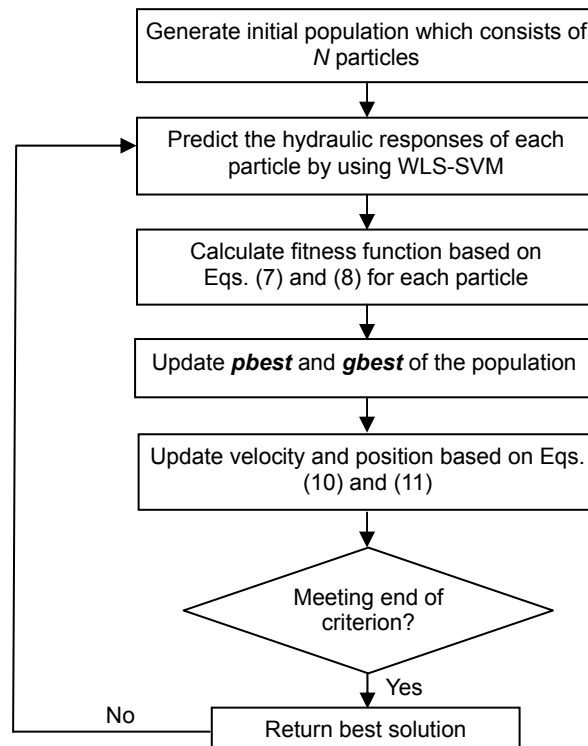 Generate initial population which consists of
N particles
Predict the hydraulic responses of each
particle by using WLS-SVM
Calculate fitness function based on
Eqs. (7) and (8) for each particle
Update pbest and gbest of the population
Update velocity and position based on Eqs.
(10) and (11)
Meeting end of
criterion?
Yes
No
Return best solution